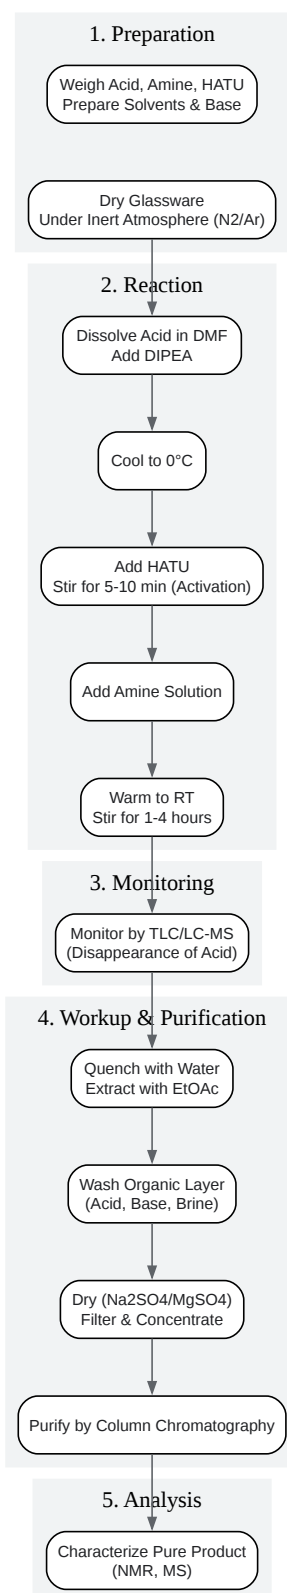 1. Preparation
Weigh Acid, Amine, HATU
Prepare Solvents & Base
Dry Glassware
Under Inert Atmosphere (N2/Ar)
2. Reaction
Dissolve Acid in DMF
Add DIPEA
Cool to 0°C
Add HATU
Stir for 5-10 min (Activation)
Add Amine Solution
Warm to RT
Stir for 1-4 hours
3. Monitoring
Monitor by TLC/LC-MS
(Disappearance of Acid)
4. Workup & Purification
Quench with Water
Extract with EtOAc
Wash Organic Layer
(Acid, Base, Brine)
Dry (Na2SO4/MgSO4)
Filter & Concentrate
Purify by Column Chromatography
5. Analysis
Characterize Pure Product
(NMR, MS)